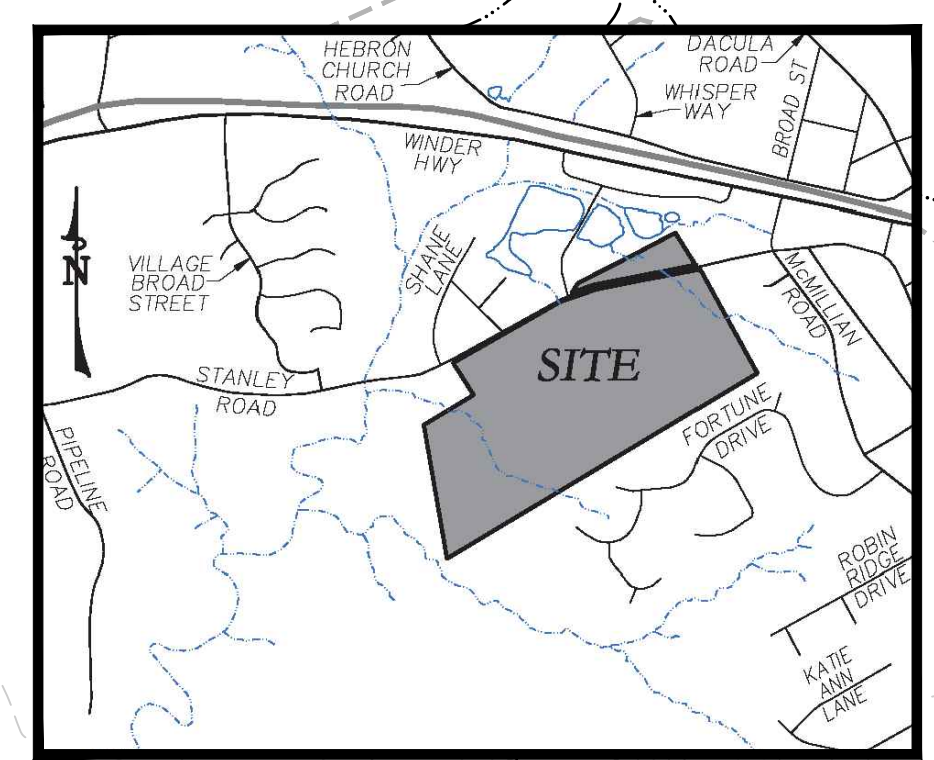 HEBRON
CHURCH
ROAD
DACULA
ROAD
WHISPER
WAY
BROAD ST
WINDER
HWY
N
VILLAGE
BROAD
STREET
SHANE
LANE
McMILLIAN
ROAD
SITE
STANLEY
ROAD
FORTUNE
DRIVE
PIPELINE
ROAD
ROBIN
RIDGE
DRIVE
KATIE
ANN
LANE